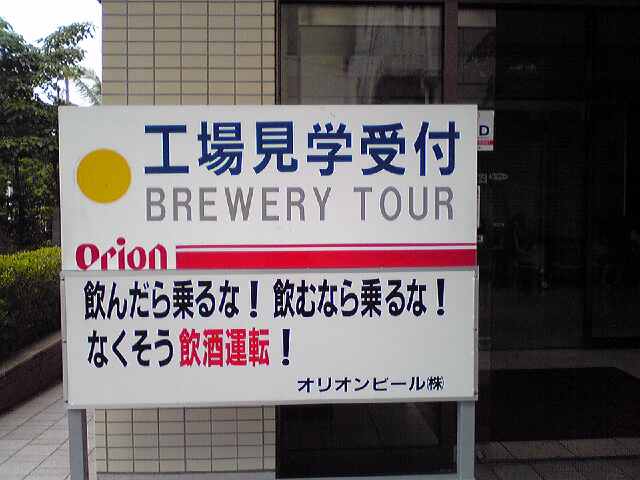 工場見学受付
BREWERY TOUR
orion
飲んだら乗るな！飲むなら乗るな！
なくそう飲酒運転！
オリオンビール㈱